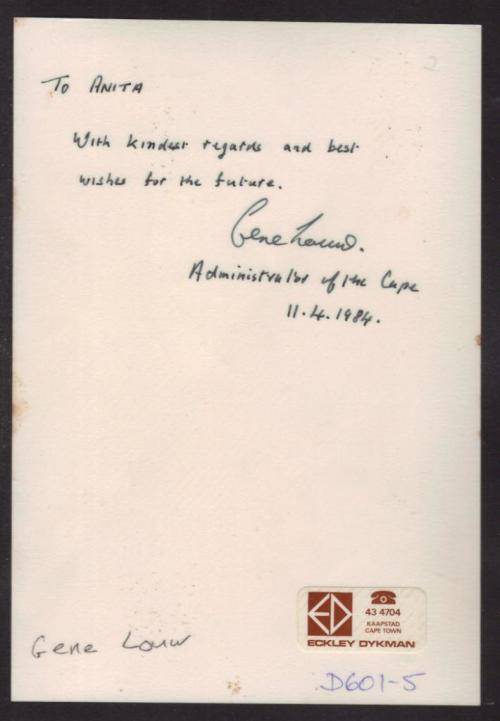 2
To ANITA
With kindest regards and best
wishes for the future.
Gene Louw.
Administrator of the Cape
11.4.1984.
43 4704
KAAPSTAD
CAPE TOWN
ECKLEY DYKMAN
Gene Louw
D601-5